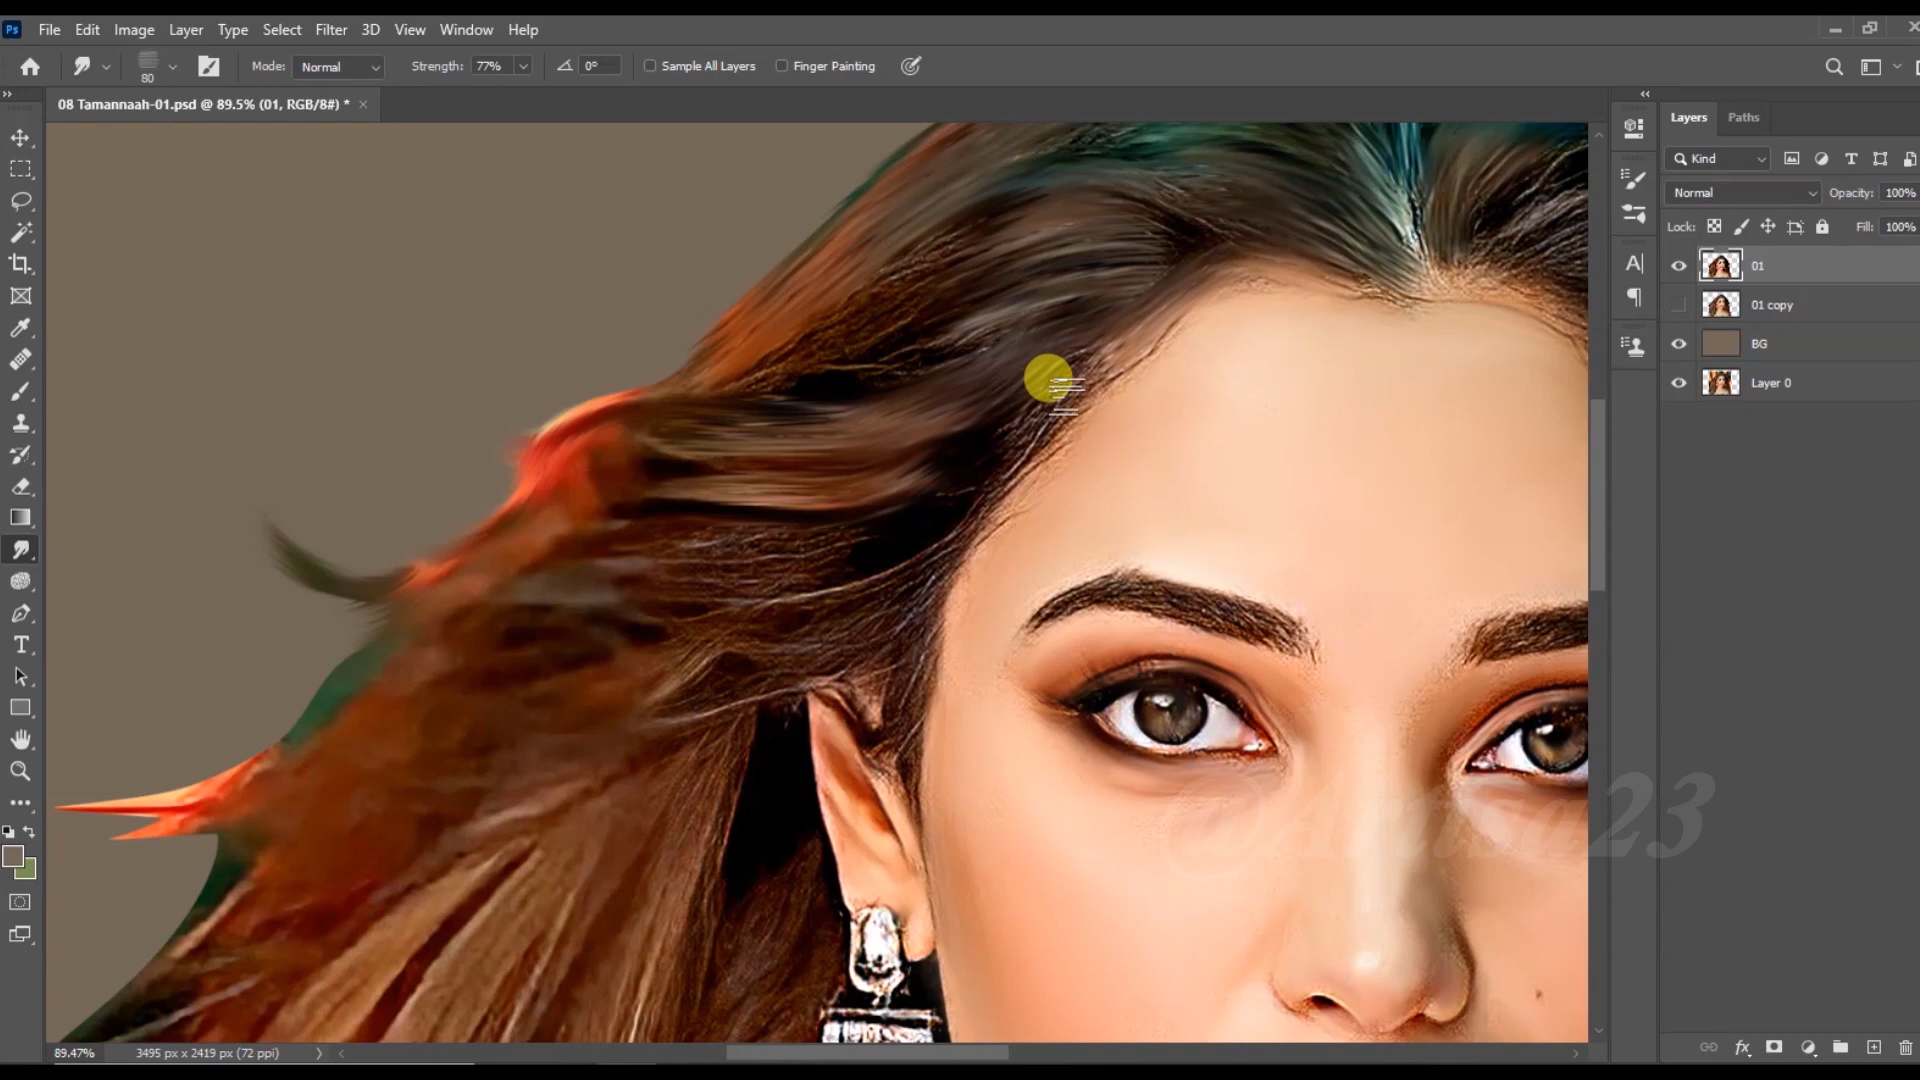 Ps File Edit Image Layer Type Select Filter 3D View Window Help
80 Mode: Normal Strength: 77% 0° Sample All Layers Finger Painting
08 Tamannaah-01.psd @ 89.5% (01, RGB/8#) * ×
Layers Paths
Kind
Normal Opacity: 100%
Lock: Fill: 100%
01
01 copy
BG
Layer 0
89.47% 3495 px x 2419 px (72 ppi)